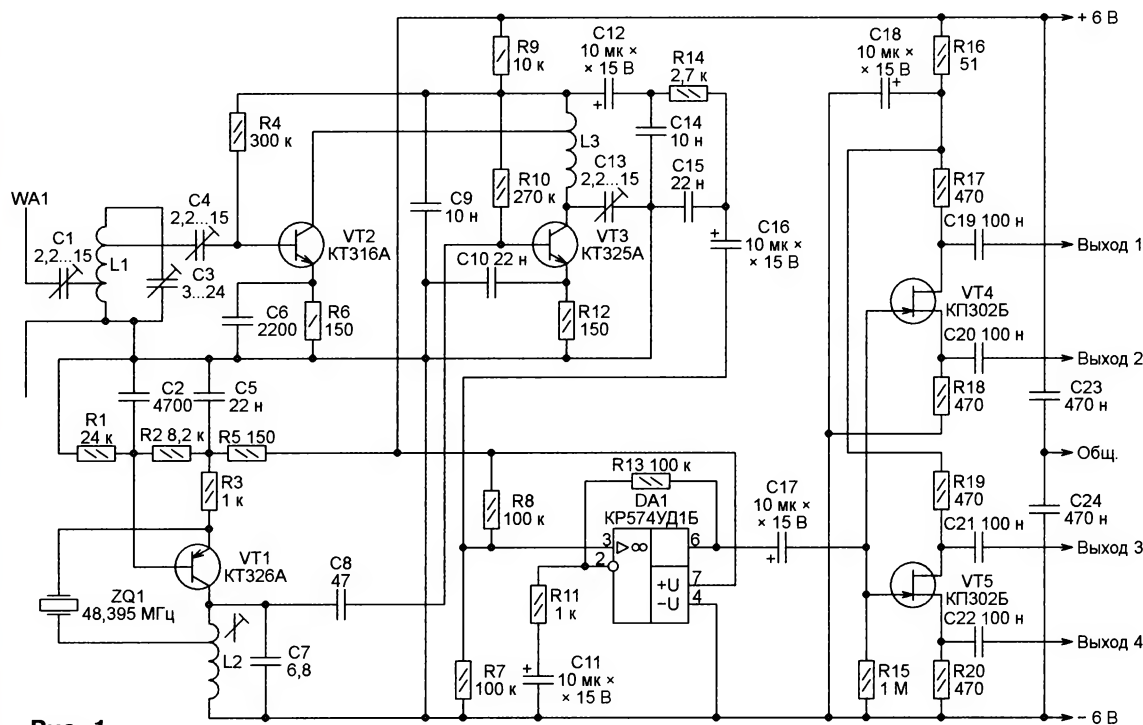 + 6 В
C18
10 мк ×
× 15 В
R16
51
C12
10 мк ×
× 15 В
R14
2,7 к
R9
10 к
R4
300 к
L3
C14
10 н
C13
2,2...15
C15
22 н
R17
470
C19 100 н
Выход 1
WA1
C4
2,2...15
C1
2,2...15
L1
C3
3...24
VT2
КТ316А
C9
10 н
R10
270 к
VT3
КТ325А
C10 22 н
C16
10 мк ×
× 15 В
VT4
КП302Б
C20 100 н
Выход 2
C6
2200
R6
150
R12
150
R18
470
C23
470 н
C2
4700
C5
22 н
R1
24 к
R2 8,2 к
R5 150
Общ.
R3
1 к
R8
100 к
R13 100 к
DA1
КР574УД1Б
C17
10 мк ×
× 15 В
R19
470
C24
470 н
C21 100 н
Выход 3
3
2
▷∞
6
+U
7
−U
4
VT1
КТ326А
ZQ1
48,395 МГц
C8
47
R11
1 к
VT5
КП302Б
C22 100 н
Выход 4
L2
C7
6,8
R7
100 к
C11
10 мк ×
× 15 В
R15
1 М
R20
470
− 6 В
Рис. 1